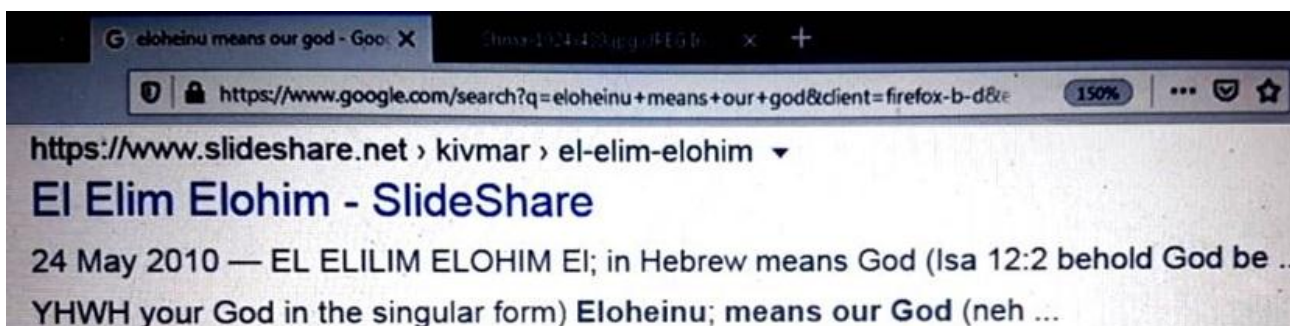 G eloheinu means our god - Goo X
X +
https://www.google.com/search?q=eloheinu+means+our+god&client=firefox-b-d&e 150% ...
https://www.slideshare.net › kivmar › el-elim-elohim
El Elim Elohim - SlideShare
24 May 2010 — EL ELILIM ELOHIM El; in Hebrew means God (Isa 12:2 behold God be ..
YHWH your God in the singular form) Eloheinu; means our God (neh ...